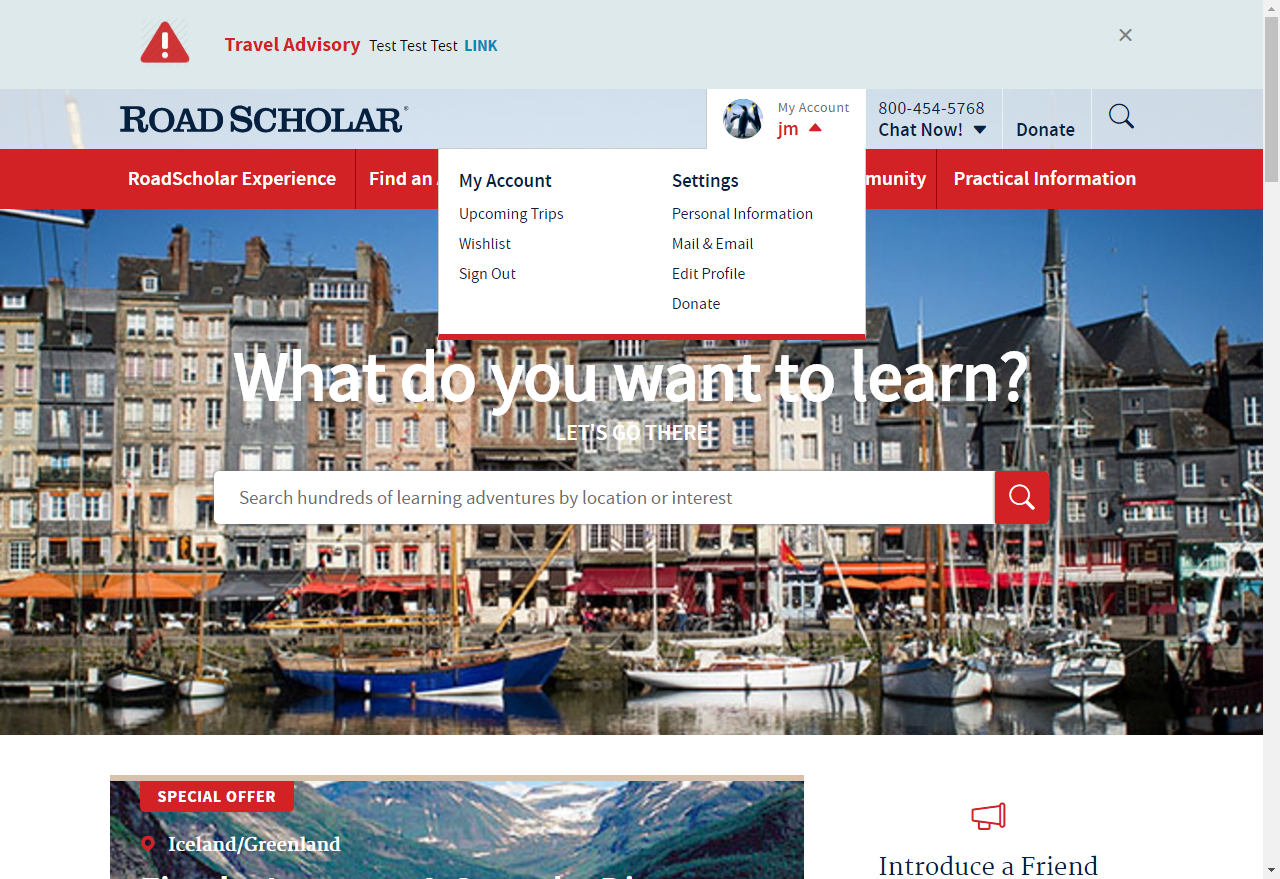 Travel Advisory Test Test Test LINK
ROAD SCHOLAR®
My Account
jm
800-454-5768
Chat Now!
Donate
RoadScholar Experience
Find an
munity
Practical Information
My Account
Upcoming Trips
Wishlist
Sign Out
Settings
Personal Information
Mail & Email
Edit Profile
Donate
What do you want to learn?
LET'S GO THERE.
Search hundreds of learning adventures by location or interest
SPECIAL OFFER
Iceland/Greenland
Introduce a Friend